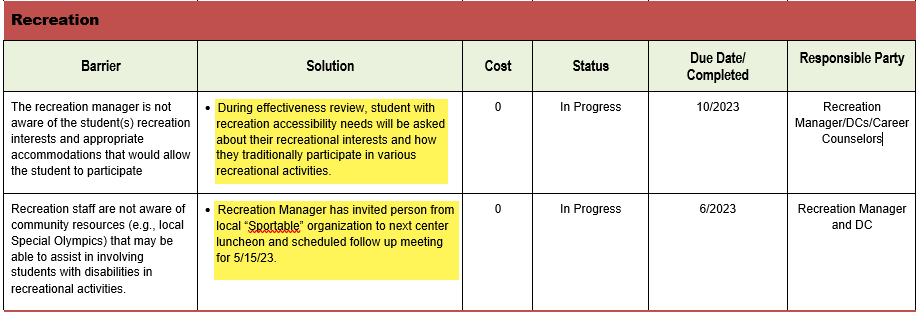 Recreation
Barrier
Solution
Cost
Status
Due Date/
Completed
Responsible Party
The recreation manager is not
aware of the student(s) recreation
interests and appropriate
accommodations that would allow
the student to participate
• During effectiveness review, student with
recreation accessibility needs will be asked
about their recreational interests and how
they traditionally participate in various
recreational activities.
0
In Progress
10/2023
Recreation
Manager/DCs/Career
Counselors
Recreation staff are not aware of
community resources (e.g., local
Special Olympics) that may be
able to assist in involving
students with disabilities in
recreational activities.
• Recreation Manager has invited person from
local “Sportable” organization to next center
luncheon and scheduled follow up meeting
for 5/15/23.
0
In Progress
6/2023
Recreation Manager
and DC